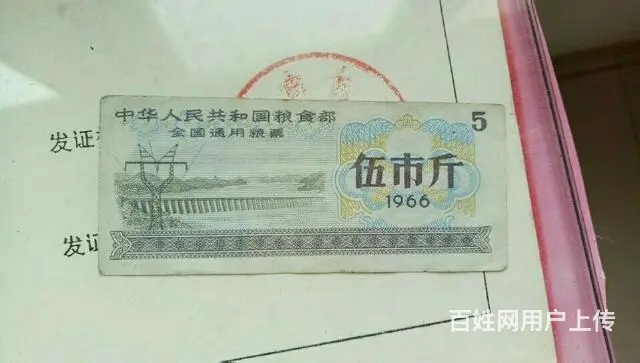 中华人民共和国粮食部
全国通用粮票
5
伍市斤
1966
发证
发证
百姓网用户上传